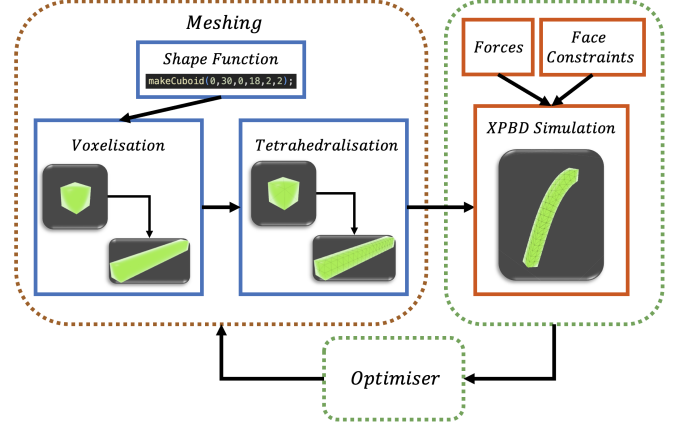 Meshing
Shape Function
makeCuboid(0,30,0,18,2,2);
Voxelisation
Tetrahedralisation
Forces
Face
Constraints
XPBD Simulation
Optimiser